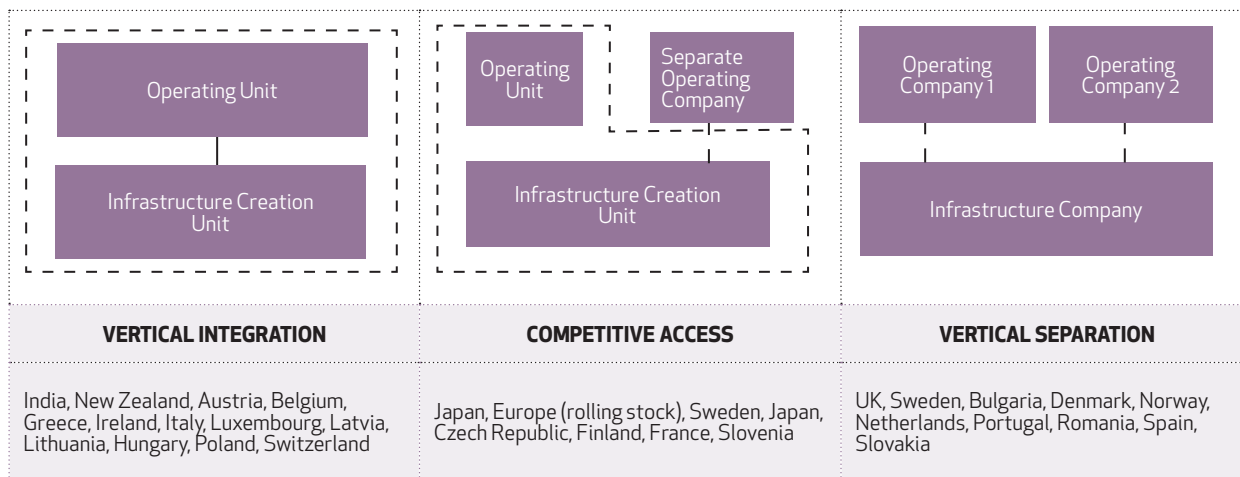 Operating Unit
Infrastructure Creation
Unit
Operating
Unit
Separate
Operating
Company
Infrastructure Creation
Unit
Operating
Company 1
Operating
Company 2
Infrastructure Company
VERTICAL INTEGRATION
COMPETITIVE ACCESS
VERTICAL SEPARATION
India, New Zealand, Austria, Belgium,
Greece, Ireland, Italy, Luxembourg, Latvia,
Lithuania, Hungary, Poland, Switzerland
Japan, Europe (rolling stock), Sweden, Japan,
Czech Republic, Finland, France, Slovenia
UK, Sweden, Bulgaria, Denmark, Norway,
Netherlands, Portugal, Romania, Spain,
Slovakia